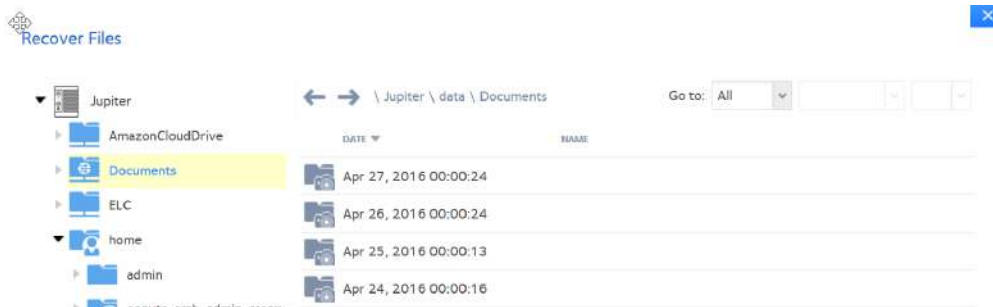 Recover Files
Jupiter
\ Jupiter \ data \ Documents
Go to: All
AmazonCloudDrive
DATE
NAME
Documents
Apr 27, 2016 00:00:24
ELC
Apr 26, 2016 00:00:24
home
Apr 25, 2016 00:00:13
admin
Apr 24, 2016 00:00:16